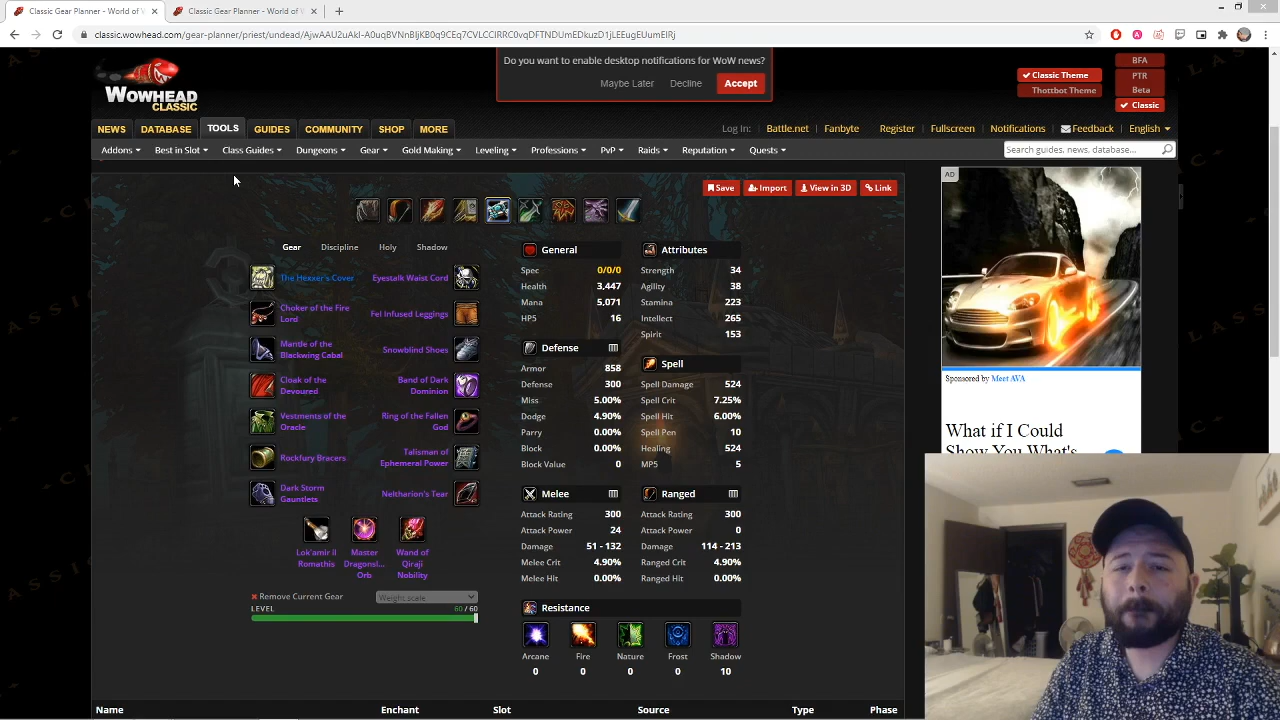 Classic Gear Planner - World of V
Classic Gear Planner - World of W
classic.wowhead.com/gear-planner/priest/undead/
Do you want to enable desktop notifications for WoW news?
Maybe Later
Decline
Accept
WOWHEAD
CLASSIC
Classic Theme
Thottbot Theme
BFA
PTR
Beta
Classic
NEWS
DATABASE
TOOLS
GUIDES
COMMUNITY
SHOP
MORE
Log In:
Battle.net
Fanbyte
Register
Fullscreen
Notifications
Feedback
English
Addons
Best in Slot
Class Guides
Dungeons
Gear
Gold Making
Leveling
Professions
PvP
Raids
Reputation
Quests
Search guides, news, database...
Save
Import
View in 3D
Link
Gear
Discipline
Holy
Shadow
The Hexxer's Cover
Eyestalk Waist Cord
Choker of the Fire
Lord
Fel Infused Leggings
Mantle of the
Blackwing Cabal
Snowblind Shoes
Cloak of the
Devoured
Band of Dark
Dominion
Vestments of the
Oracle
Ring of the Fallen
God
Rockfury Bracers
Talisman of
Ephemeral Power
Dark Storm
Gauntlets
Neltharion's Tear
Lok'amir il
Romathis
Master
Dragonsl...
Orb
Wand of
Qiraji
Nobility
Remove Current Gear
Weight scale
LEVEL
60 / 60
General
Spec 0/0/0
Health 3,447
Mana 5,071
HP5 16
Attributes
Strength 34
Agility 38
Stamina 223
Intellect 265
Spirit 153
Defense
Armor 858
Defense 300
Miss 5.00%
Dodge 4.90%
Parry 0.00%
Block 0.00%
Block Value 0
Spell
Spell Damage 524
Spell Crit 7.25%
Spell Hit 6.00%
Spell Pen 10
Healing 524
MP5 5
Melee
Attack Rating 300
Attack Power 24
Damage 51 - 132
Melee Crit 4.90%
Melee Hit 0.00%
Ranged
Attack Rating 300
Attack Power 0
Damage 114 - 213
Ranged Crit 4.90%
Ranged Hit 0.00%
Resistance
Arcane
Fire
Nature
Frost
Shadow
0
0
0
0
10
Name
Enchant
Slot
Source
Type
Phase
AD
Sponsored by Meet AVA
What if I Could
Show You What's